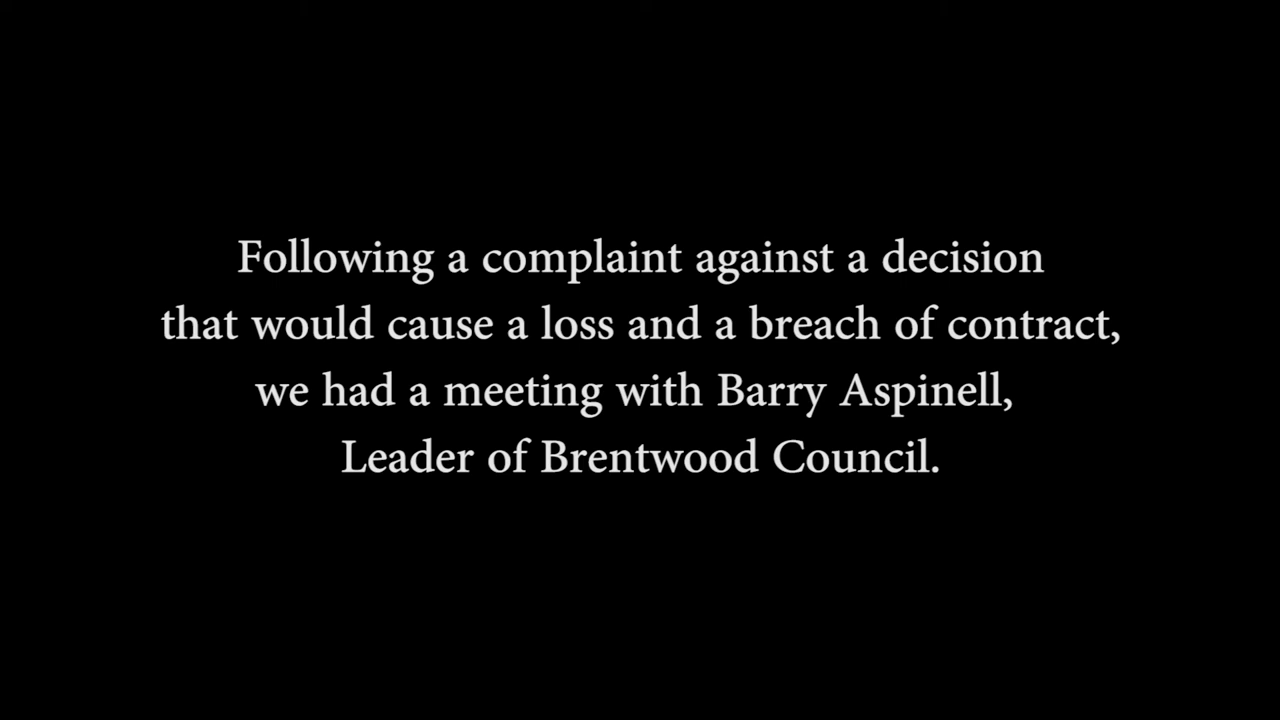 Following a complaint against a decision
that would cause a loss and a breach of contract,
we had a meeting with Barry Aspinell,
Leader of Brentwood Council.